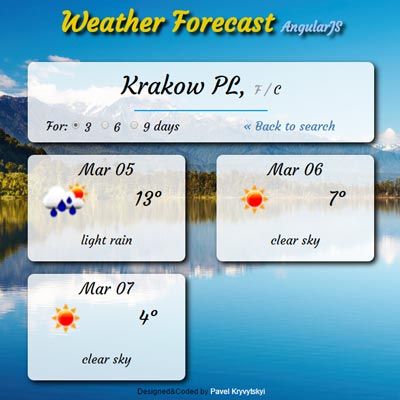 Weather Forecast AngularJS
Krakow PL, F / C
For: 3 6 9 days « Back to search
Mar 05
13°
light rain
Mar 06
7°
clear sky
Mar 07
4°
clear sky
Designed&Coded by Pavel Kryvytskyi